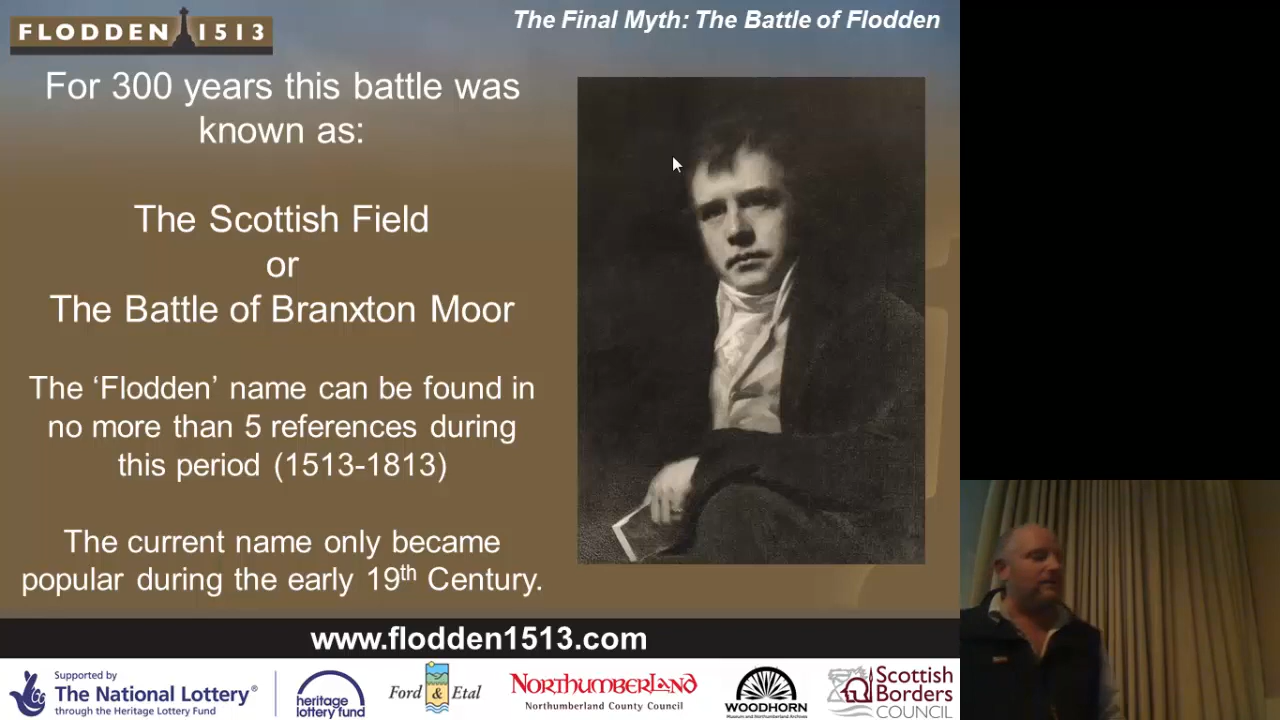 FLODDEN 1513
The Final Myth: The Battle of Flodden
For 300 years this battle was
known as:
The Scottish Field
or
The Battle of Branxton Moor
The ‘Flodden’ name can be found in
no more than 5 references during
this period (1513-1813)
The current name only became
popular during the early 19th Century.
www.flodden1513.com
Supported by
The National Lottery®
through the Heritage Lottery Fund
heritage
lottery fund
Ford & Etal
NORTHUMBERLAND
Northumberland County Council
WOODHORN
Museum and Northumberland Archives
Scottish
Borders
COUNCIL